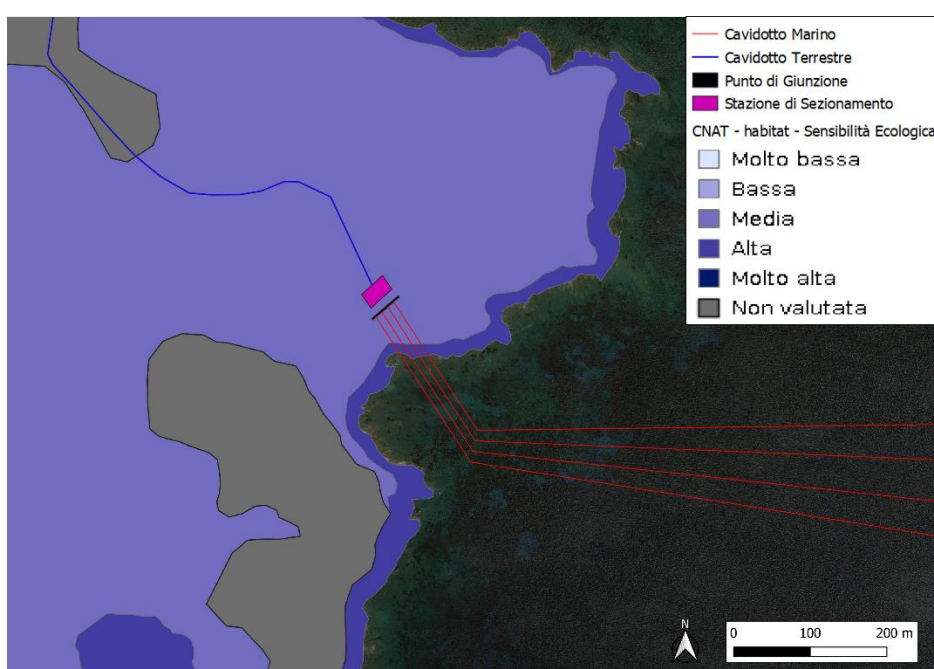 Cavidotto Marino
Cavidotto Terrestre
Punto di Giunzione
Stazione di Sezionamento
CNAT - habitat - Sensibilità Ecologica
Molto bassa
Bassa
Media
Alta
Molto alta
Non valutata
N
0 100 200 m